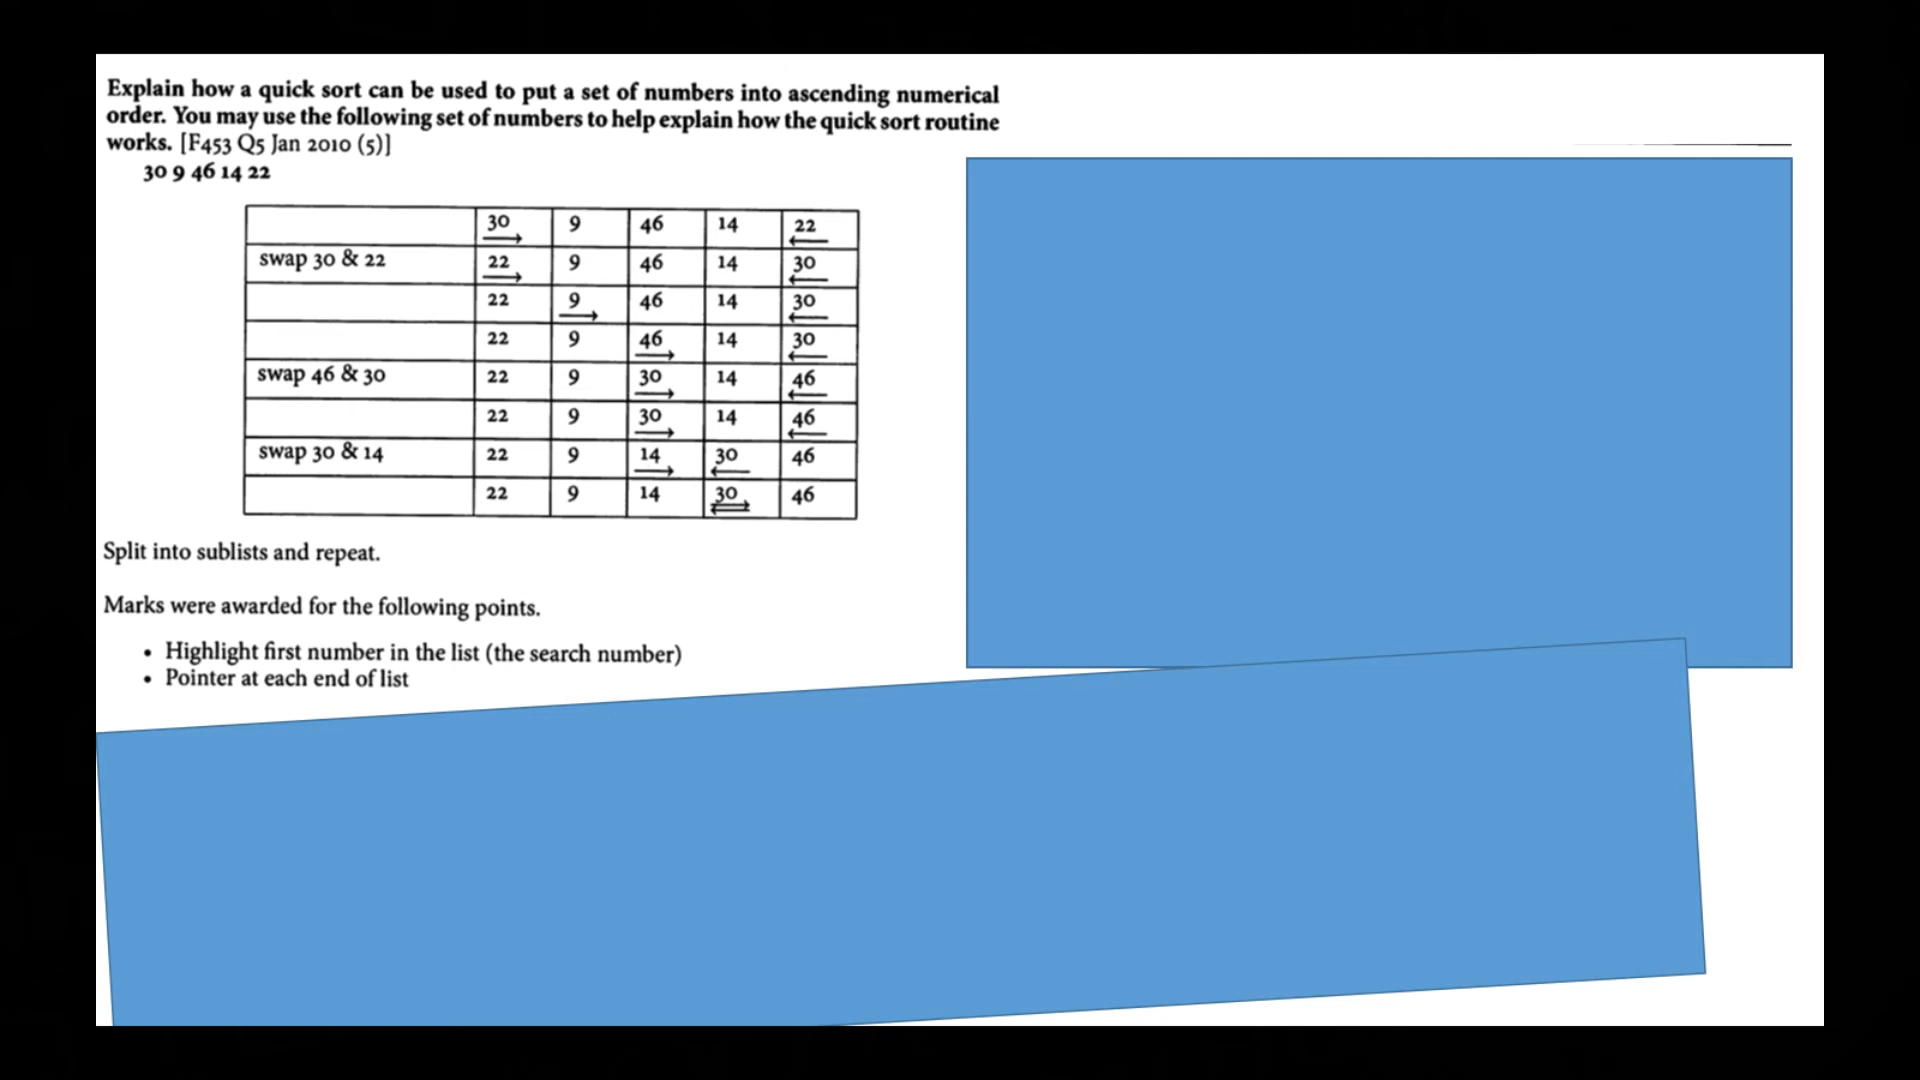 Explain how a quick sort can be used to put a set of numbers into ascending numerical
order. You may use the following set of numbers to help explain how the quick sort routine
works. [F453 Q5 Jan 2010 (5)]
30 9 46 14 22
30 9 46 14 22
swap 30 & 22 22 9 46 14 30
22 9 46 14 30
22 9 46 14 30
swap 46 & 30 22 9 30 14 46
22 9 30 14 46
swap 30 & 14 22 9 14 30 46
22 9 14 30 46
Split into sublists and repeat.
Marks were awarded for the following points.
• Highlight first number in the list (the search number)
• Pointer at each end of list